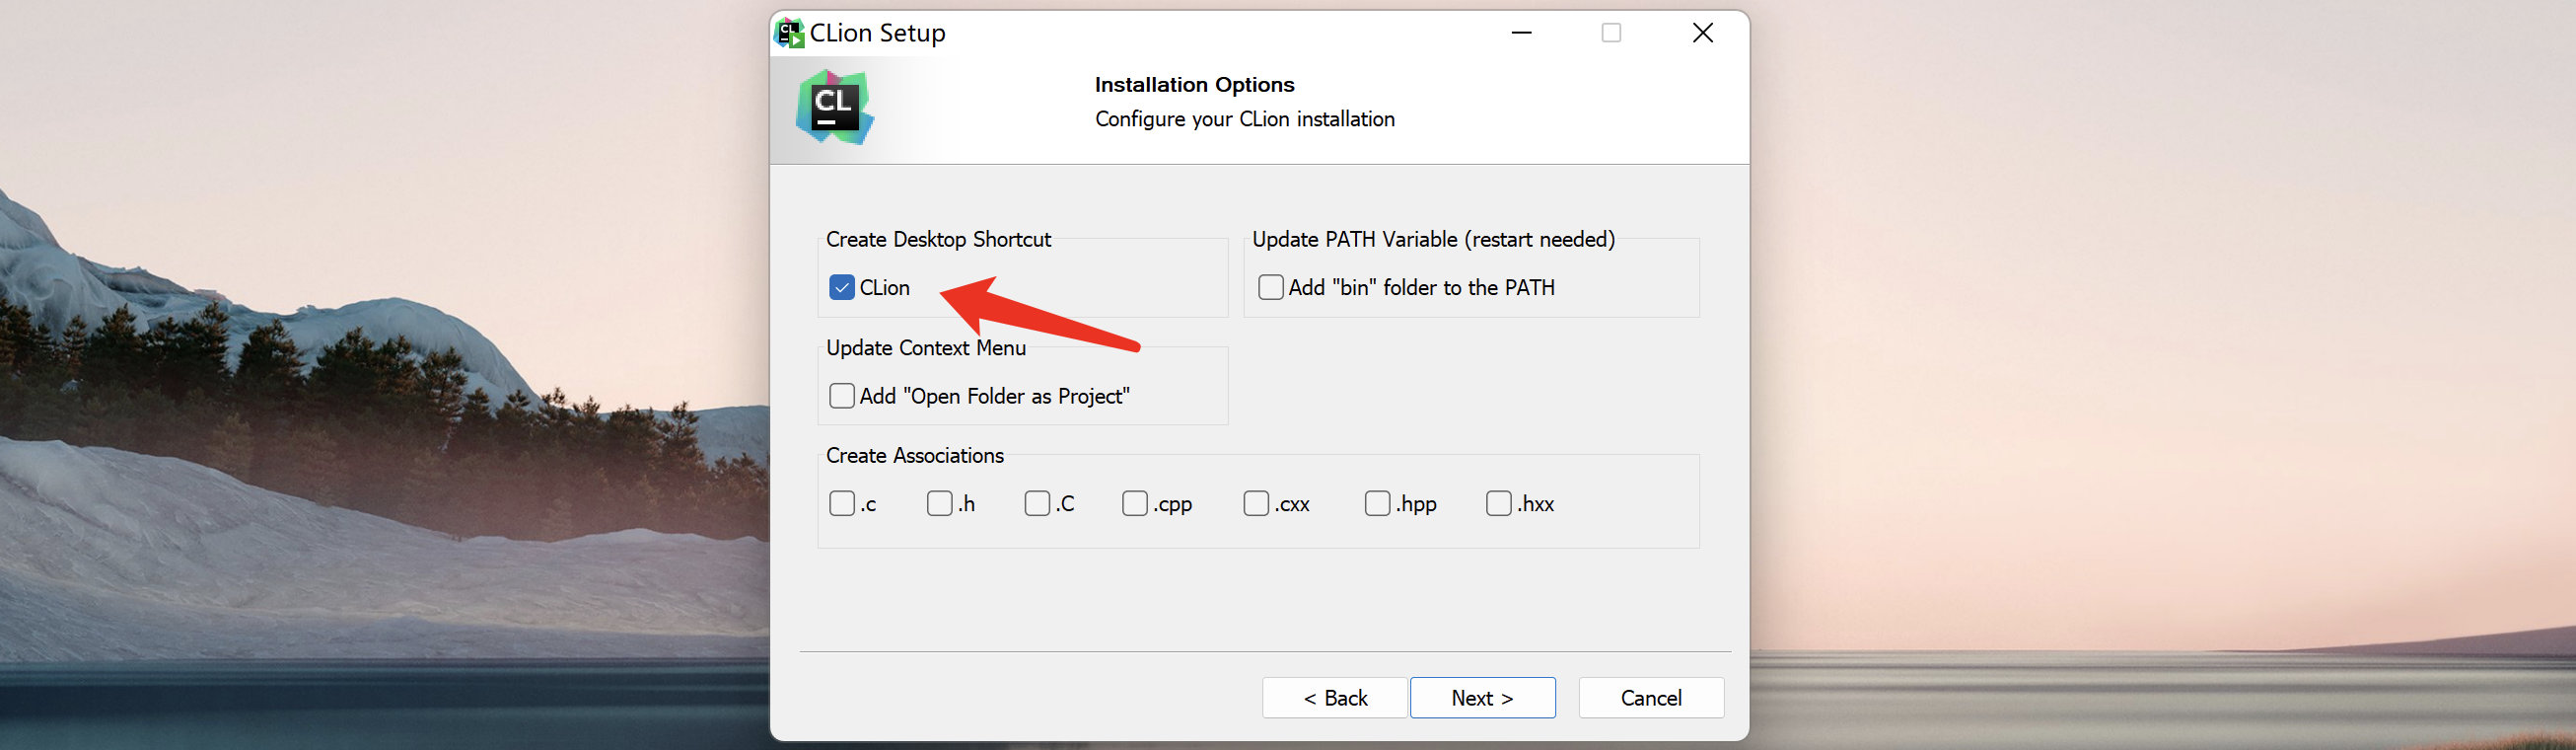 CLion Setup
CL
Installation Options
Configure your CLion installation
Create Desktop Shortcut
CLion
Update PATH Variable (restart needed)
Add "bin" folder to the PATH
Update Context Menu
Add "Open Folder as Project"
Create Associations
.c .h .C .cpp .cxx .hpp .hxx
< Back Next > Cancel